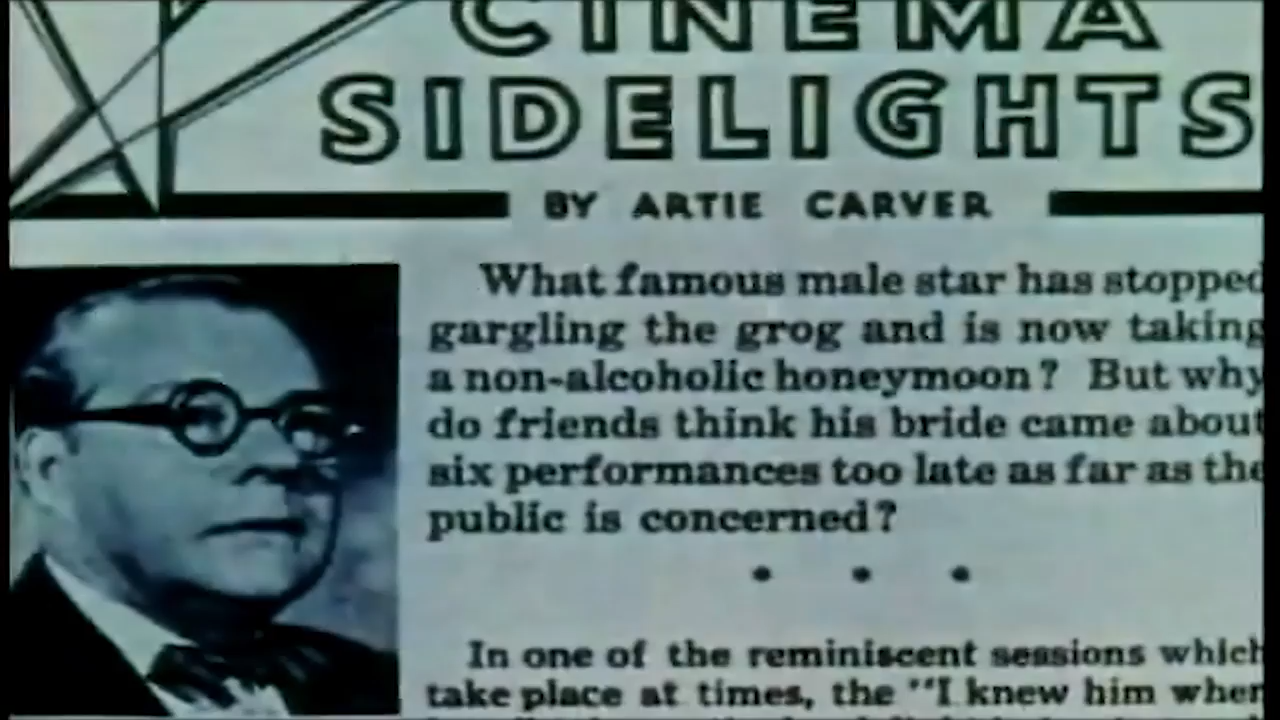 CINEMA
SIDELIGHTS
BY ARTIE CARVER
What famous male star has stopped
gargling the grog and is now taking
a non-alcoholic honeymoon? But why
do friends think his bride came about
six performances too late as far as the
public is concerned?
• • •
In one of the reminiscent sessions which
take place at times, the "I knew him when